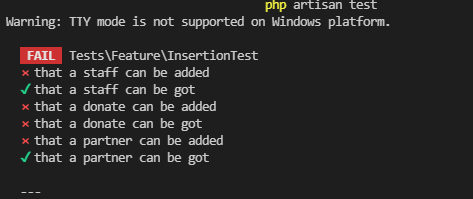 php artisan test
Warning: TTY mode is not supported on Windows platform.
FAIL Tests\Feature\InsertionTest
⨯ that a staff can be added
✓ that a staff can be got
⨯ that a donate can be added
⨯ that a donate can be got
⨯ that a partner can be added
✓ that a partner can be got
---